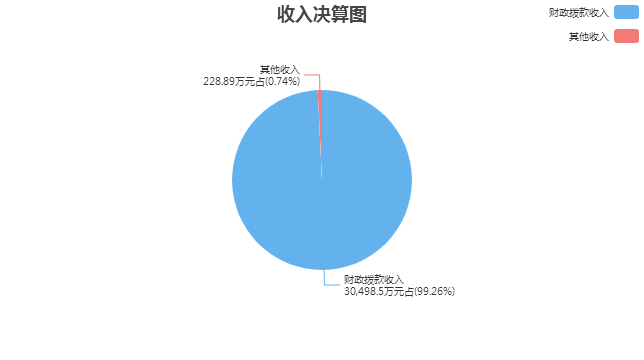 收入决算图
财政拨款收入
其他收入
其他收入
228.89万元占(0.74%)
财政拨款收入
30,498.5万元占(99.26%)